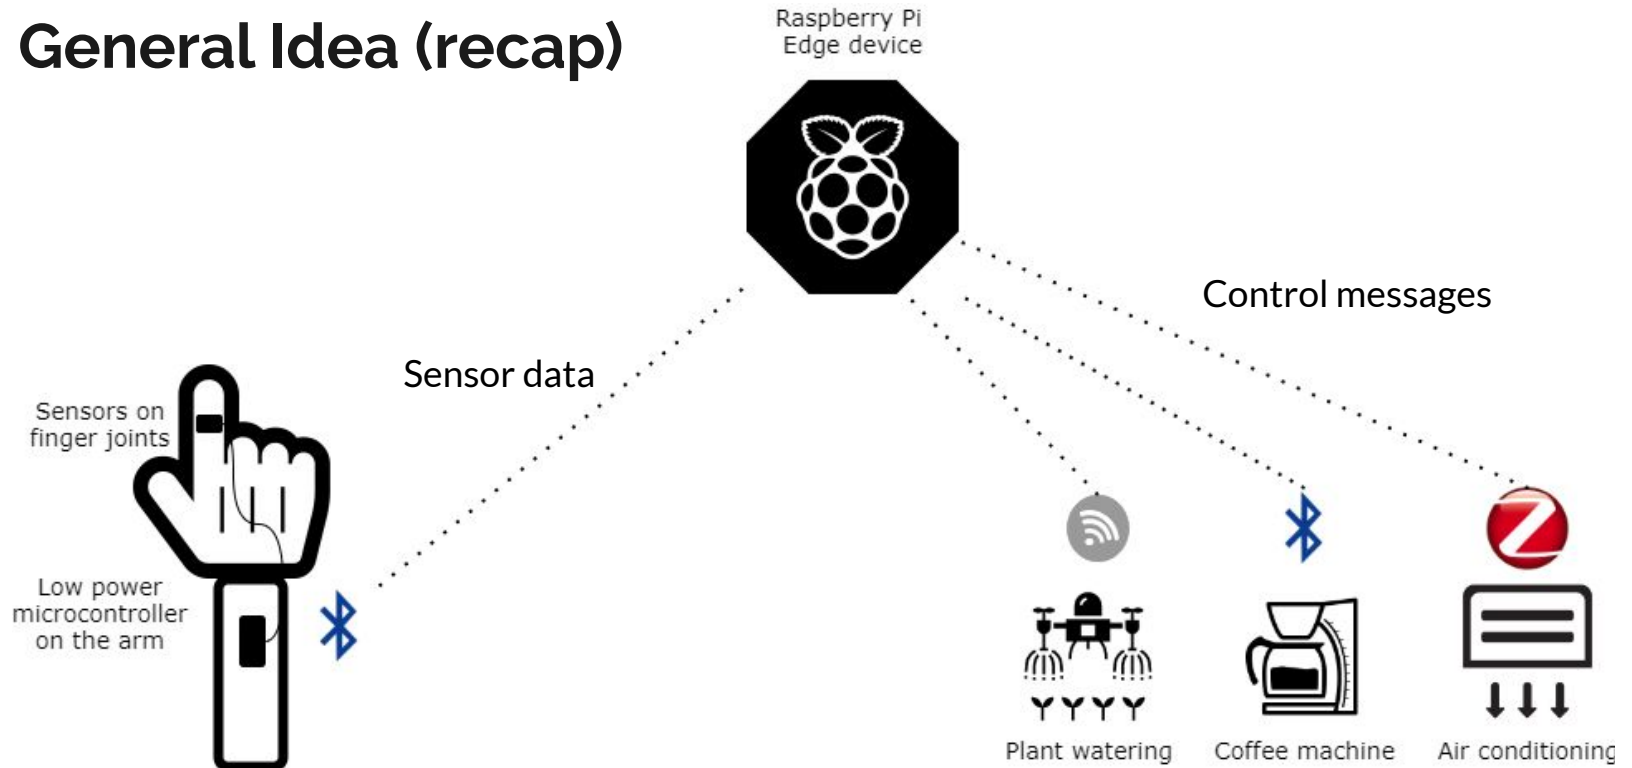 General Idea (recap)
Raspberry Pi
Edge device
Control messages
Sensor data
Sensors on
finger joints
Low power
microcontroller
on the arm
Plant watering
Coffee machine
Air conditioning